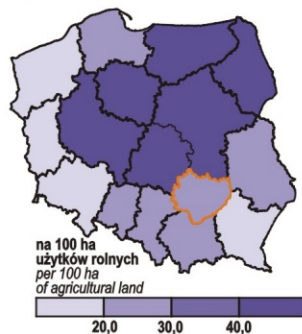 na 100 ha
użytków rolnych
per 100 ha
of agricultural land
20,0 30,0 40,0